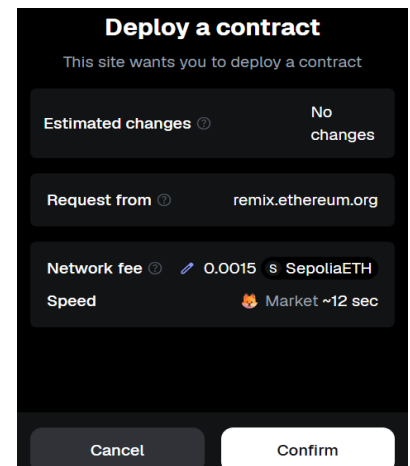 Deploy a contract
This site wants you to deploy a contract
Estimated changes No changes
Request from remix.ethereum.org
Network fee 0.0015 S SepoliaETH
Speed Market ~12 sec
Cancel Confirm